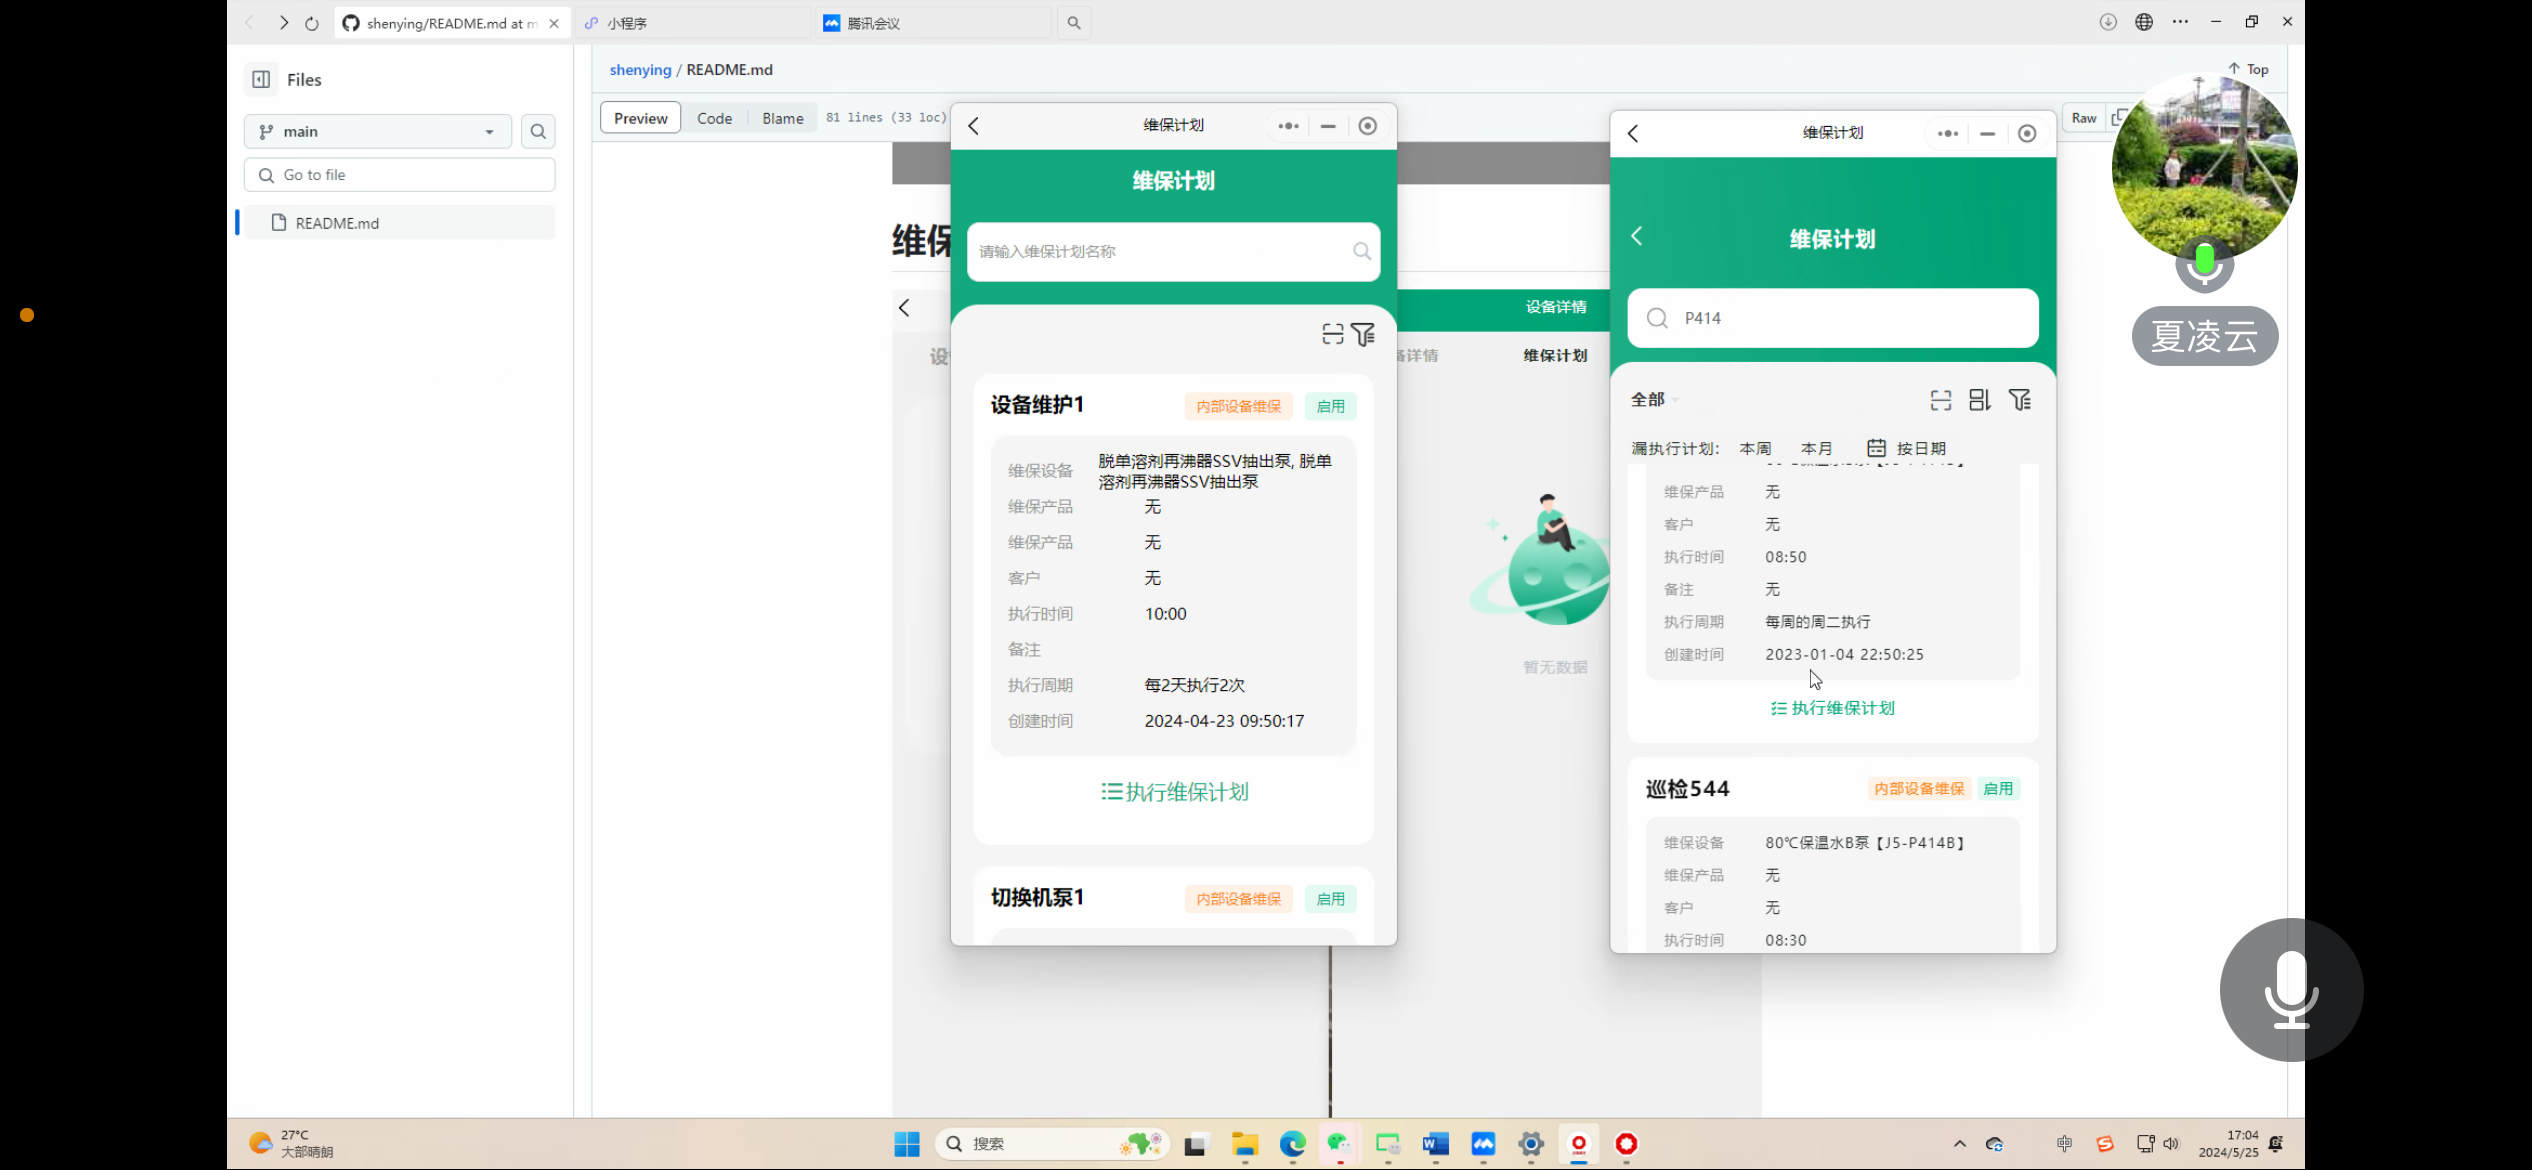 shenying/README.md at m
小程序
腾讯会议
Files
main
Go to file
README.md
shenying / README.md
Top
Preview
Code
Blame
81 lines (33 loc)
Raw
维保
设备详情
维保计划
暂无数据
维保计划
维保计划
请输入维保计划名称
设备维护1
内部设备维保
启用
维保设备
脱单溶剂再沸器SSV抽出泵, 脱单
溶剂再沸器SSV抽出泵
维保产品 无
维保产品 无
客户 无
执行时间 10:00
备注
执行周期 每2天执行2次
创建时间 2024-04-23 09:50:17
执行维保计划
切换机泵1
内部设备维保
启用
维保计划
维保计划
P414
全部
漏执行计划: 本周 本月 按日期
维保产品 无
客户 无
执行时间 08:50
备注 无
执行周期 每周的周二执行
创建时间 2023-01-04 22:50:25
执行维保计划
巡检544
内部设备维保
启用
维保设备 80℃保温水B泵【J5-P414B】
维保产品 无
客户 无
执行时间 08:30
夏凌云
27°C
大部晴朗
搜索
中
17:04
2024/5/25